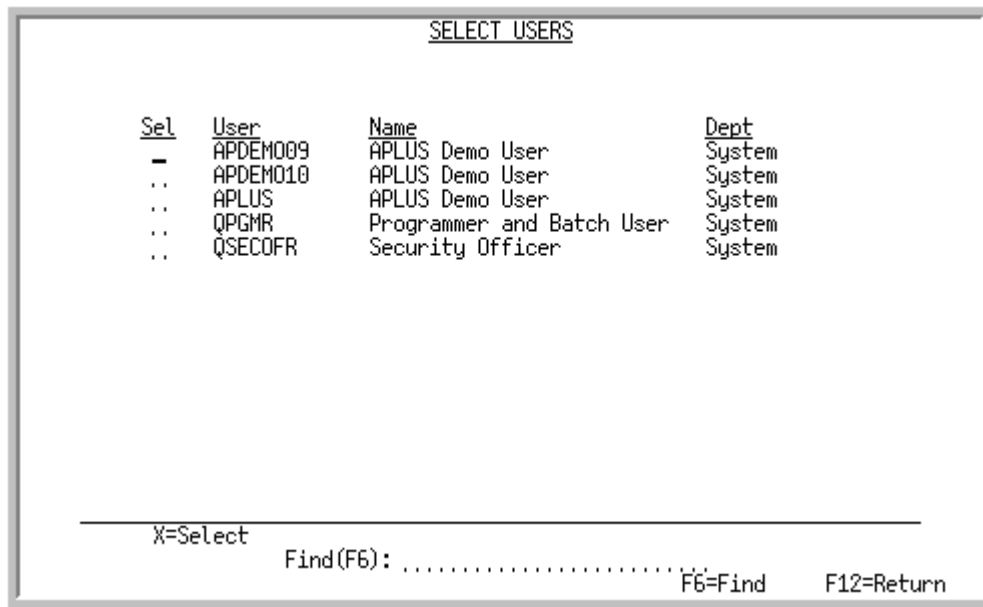 SELECT USERS
Sel User Name Dept
APDEMO09 APLUS Demo User System
APDEMO10 APLUS Demo User System
APLUS APLUS Demo User System
QPGMR Programmer and Batch User System
QSECOFR Security Officer System
X=Select
Find(F6): ..........................
F6=Find F12=Return